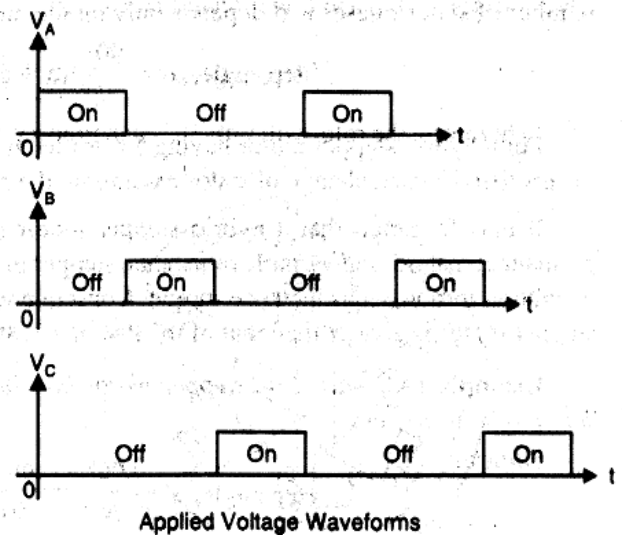 V_A
On Off On
0 t
V_B
Off On Off On
0 t
V_C
Off On Off On
0 t
Applied Voltage Waveforms